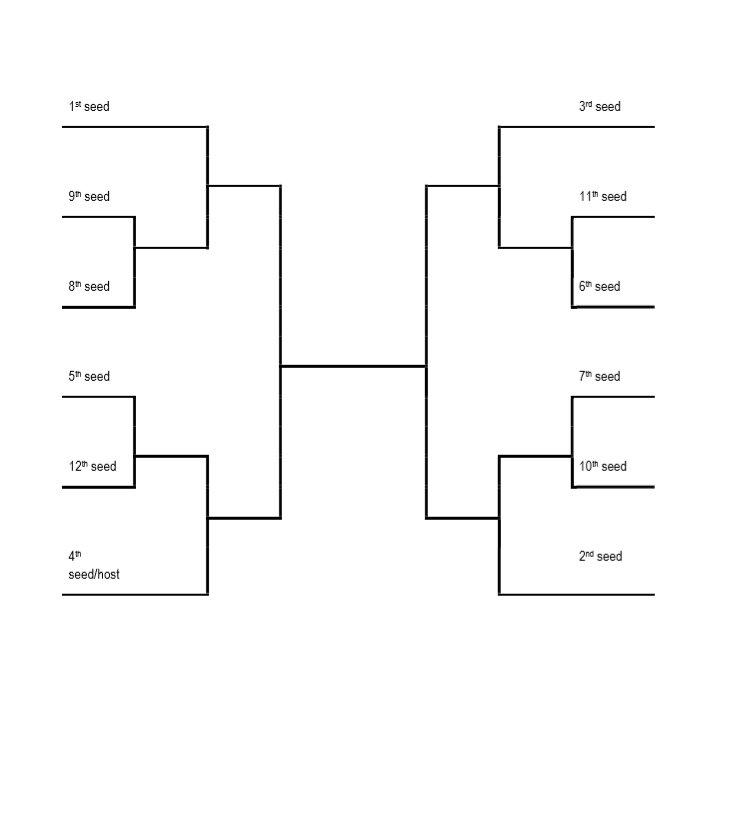 1st seed
3rd seed
9th seed
11th seed
8th seed
6th seed
5th seed
7th seed
12th seed
10th seed
4th
seed/host
2nd seed